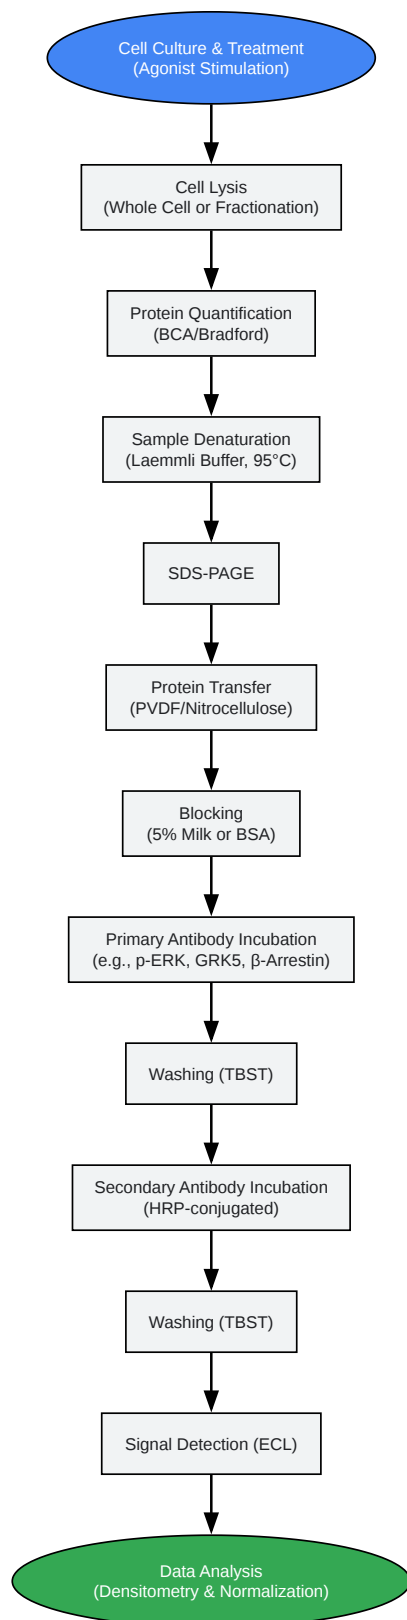 Cell Culture & Treatment
(Agonist Stimulation)
Cell Lysis
(Whole Cell or Fractionation)
Protein Quantification
(BCA/Bradford)
Sample Denaturation
(Laemmli Buffer, 95°C)
SDS-PAGE
Protein Transfer
(PVDF/Nitrocellulose)
Blocking
(5% Milk or BSA)
Primary Antibody Incubation
(e.g., p-ERK, GRK5, β-Arrestin)
Washing (TBST)
Secondary Antibody Incubation
(HRP-conjugated)
Washing (TBST)
Signal Detection (ECL)
Data Analysis
(Densitometry & Normalization)